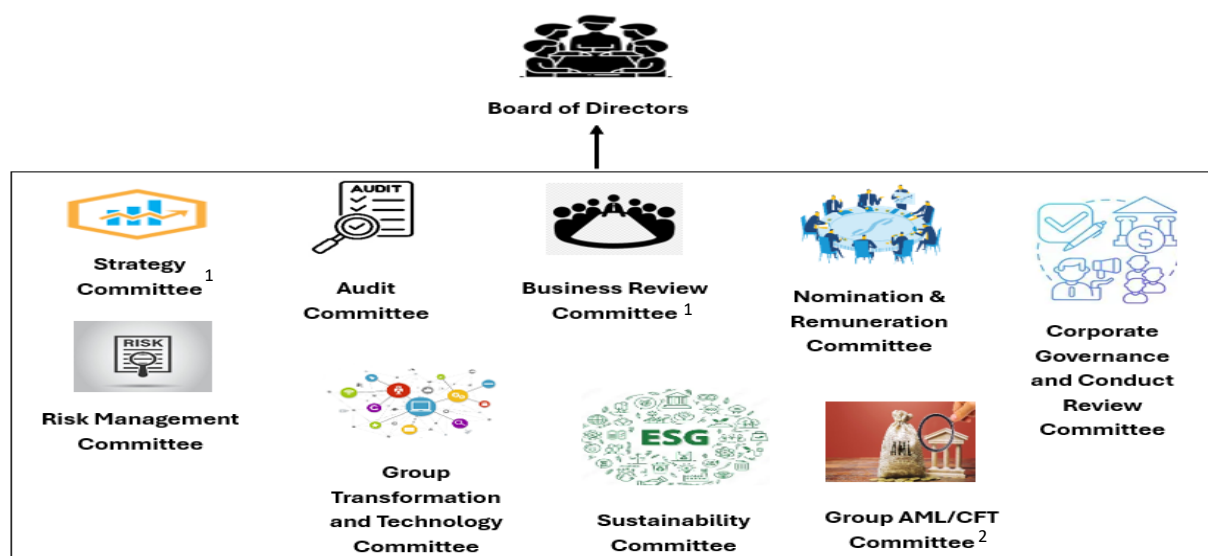 Board of Directors
Strategy
Committee 1
AUDIT
Audit
Committee
Business Review
Committee 1
Nomination &
Remuneration
Committee
Corporate
Governance
and Conduct
Review
Committee
RISK
Risk Management
Committee
Group
Transformation
and Technology
Committee
ESG
Sustainability
Committee
AML
Group AML/CFT
Committee 2